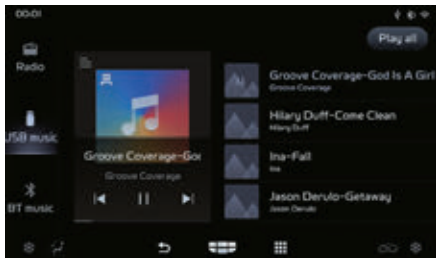 00:01
Play all
Radio
USB music
BT music
Groove Coverage-Go
Groove Coverage
Groove Coverage-God Is A Girl
Groove Coverage
Hilary Duff-Come Clean
Hilary Duff
Ina-Fall
Ina
Jason Derulo-Getaway
Jason Derulo